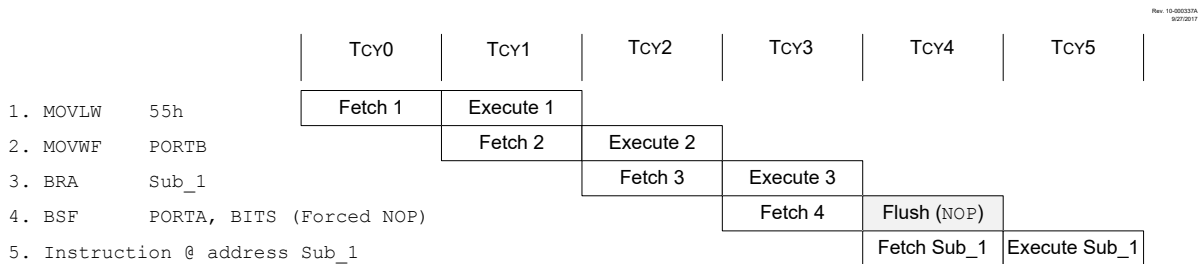 Rev. 10-000337A
9/27/2017
TCY0 TCY1 TCY2 TCY3 TCY4 TCY5
1. MOVLW 55h Fetch 1 Execute 1
2. MOVWF PORTB Fetch 2 Execute 2
3. BRA Sub_1 Fetch 3 Execute 3
4. BSF PORTA, BITS (Forced NOP) Fetch 4 Flush (NOP)
5. Instruction @ address Sub_1 Fetch Sub_1 Execute Sub_1